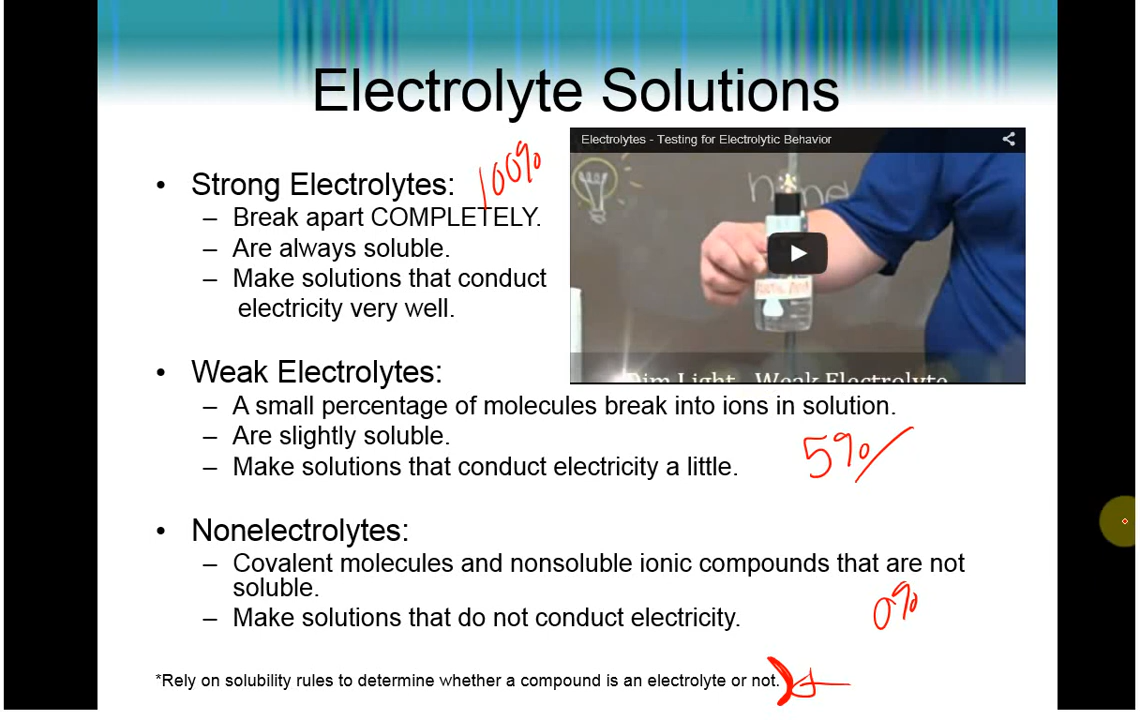 Electrolyte Solutions
• Strong Electrolytes: 100%
– Break apart COMPLETELY.
– Are always soluble.
– Make solutions that conduct
electricity very well.
Electrolytes - Testing for Electrolytic Behavior
Dim Light - Weak Electrolyte
• Weak Electrolytes:
– A small percentage of molecules break into ions in solution.
– Are slightly soluble.
– Make solutions that conduct electricity a little.
5%
• Nonelectrolytes:
– Covalent molecules and nonsoluble ionic compounds that are not
soluble.
– Make solutions that do not conduct electricity.
0%
*Rely on solubility rules to determine whether a compound is an electrolyte or not.